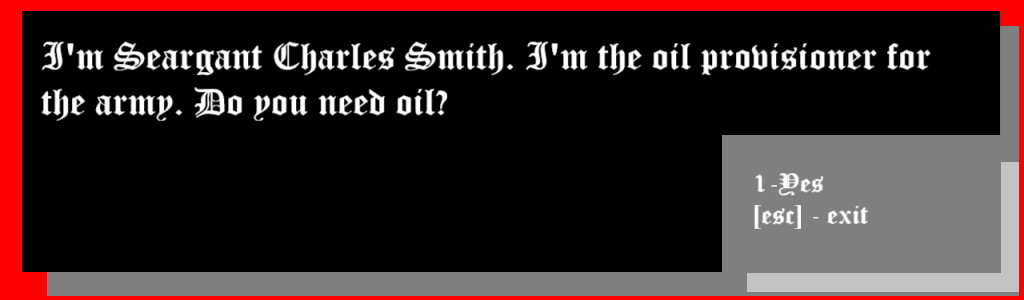 I'm Seargant Charles Smith. I'm the oil provisioner for
the army. Do you need oil?
1 -Yes
[esc] - exit